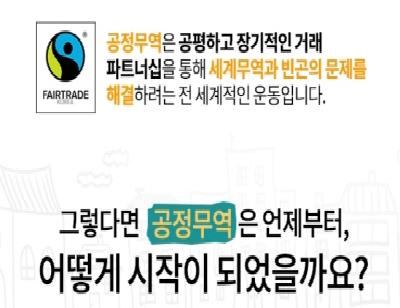 공정무역은 공평하고 장기적인 거래
파트너십을 통해 세계무역과 빈곤의 문제를
해결하려는 전 세계적인 운동입니다.
FAIRTRADE
KOREA
그렇다면 공정무역은 언제부터,
어떻게 시작이 되었을까요?